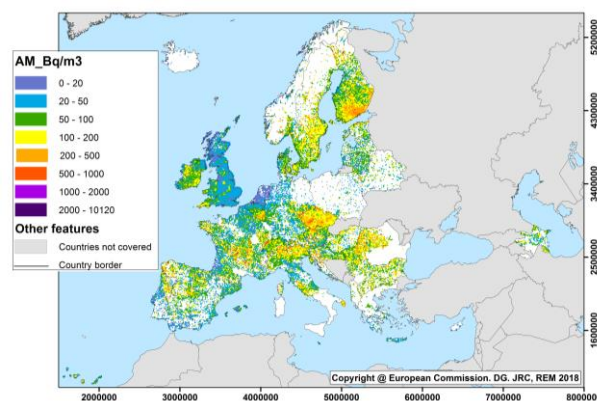 AM_Bq/m3
0 - 20
20 - 50
50 - 100
100 - 200
200 - 500
500 - 1000
1000 - 2000
2000 - 10120
Other features
Countries not covered
Country border
5200000
4300000
3400000
2500000
1600000
Copyright @ European Commission. DG. JRC, REM 2018
2000000 3000000 4000000 5000000 6000000 7000000 8000000